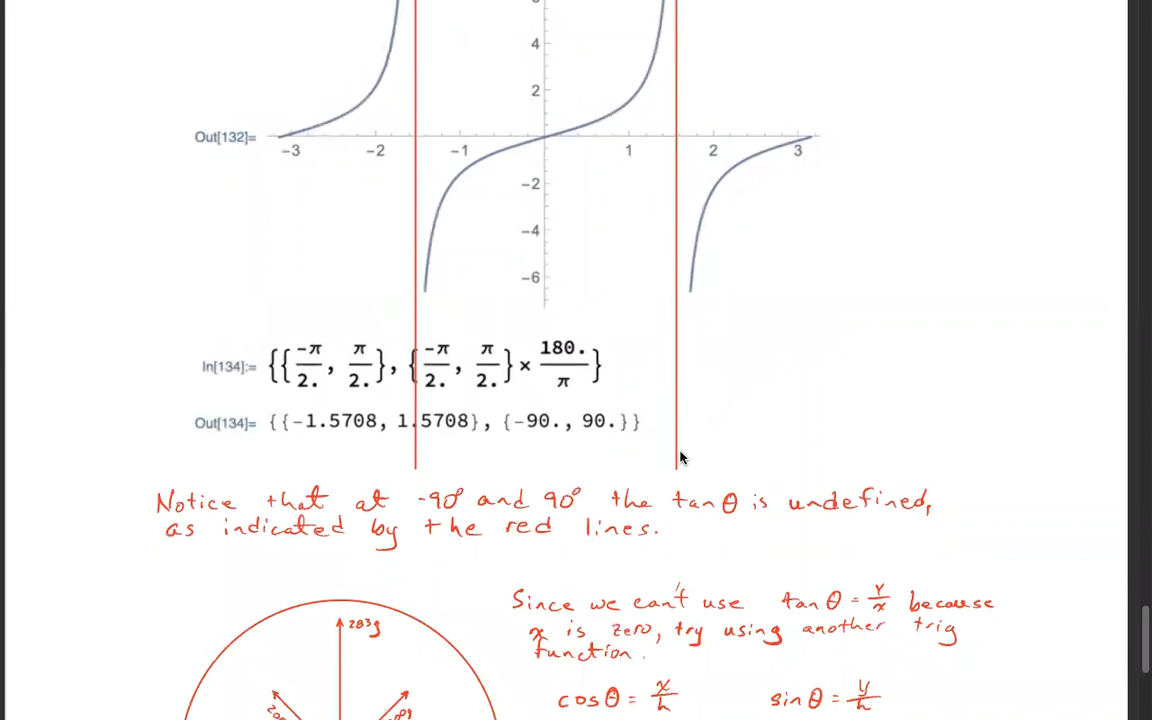 4
2
Out[132]=
-3 -2 -1 1 2 3
-2
-4
-6
In[134]:= {{-π/2., π/2.}, {-π/2., π/2.} × 180./π}
Out[134]= {{-1.5708, 1.5708}, {-90., 90.}}
Notice that at -90° and 90° the tan θ is undefined,
as indicated by the red lines.
283g
Since we can't use tan θ = y/x because
x is zero, try using another trig
function.
cos θ = x/h sin θ = y/h